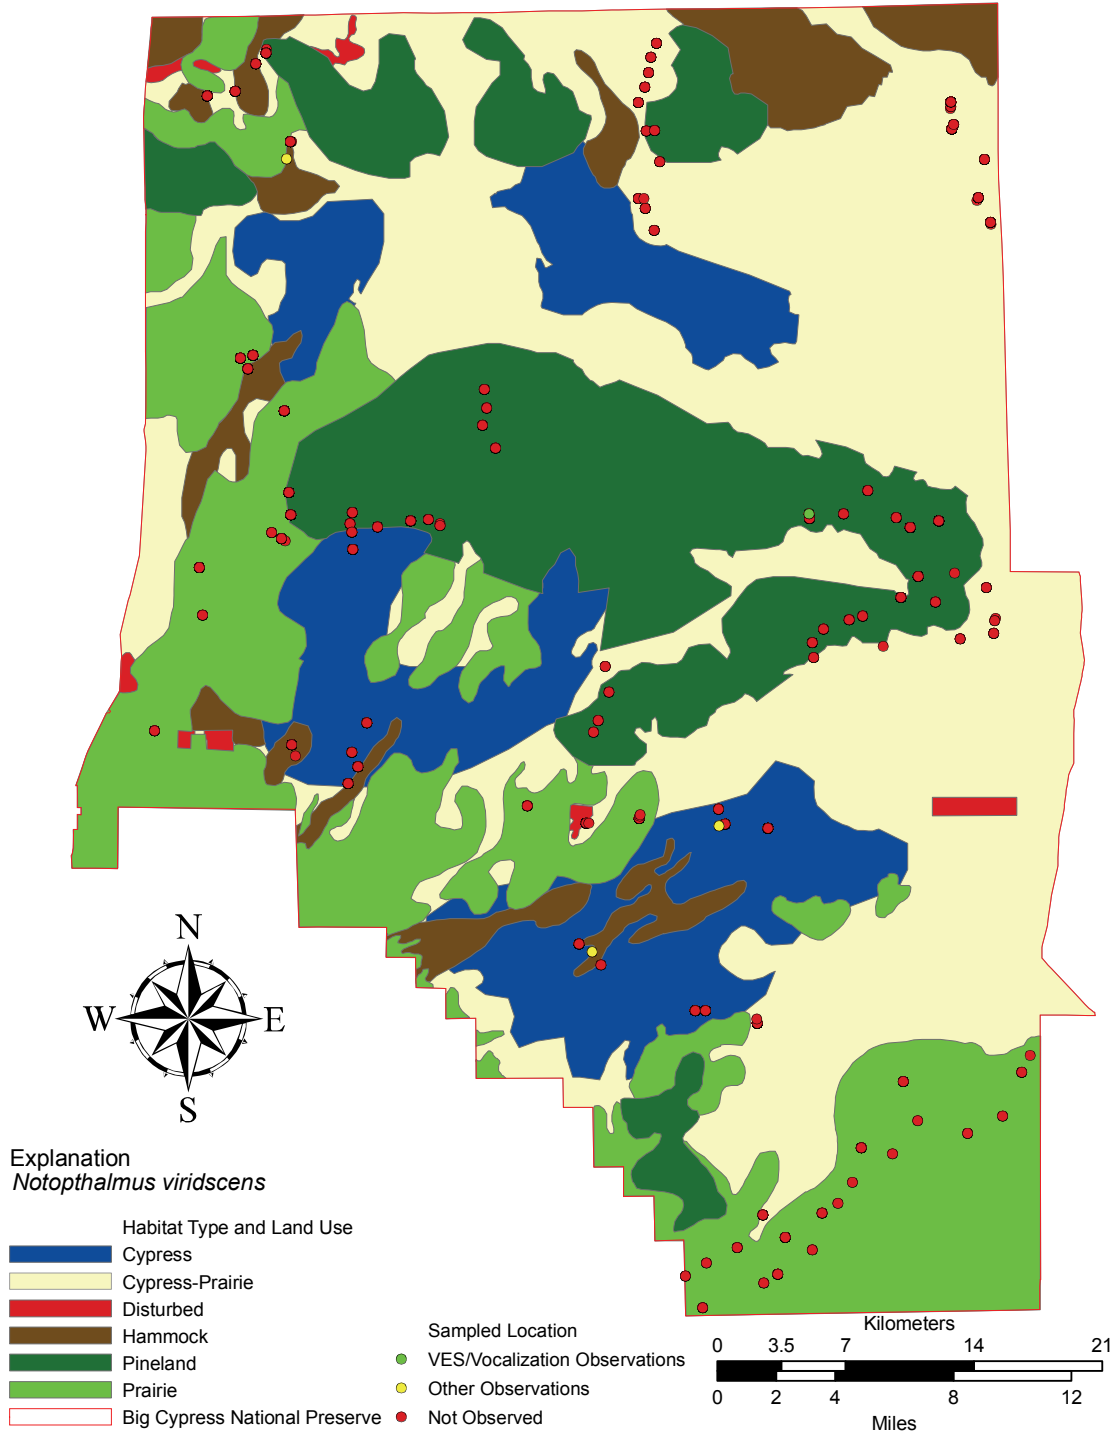 N
W
E
S
Explanation
Notopthalmus viridscens
Habitat Type and Land Use
Cypress
Cypress-Prairie
Disturbed
Hammock
Pineland
Prairie
Big Cypress National Preserve
Sampled Location
VES/Vocalization Observations
Other Observations
Not Observed
Kilometers
0 3.5 7 14 21
0 2 4 8 12
Miles